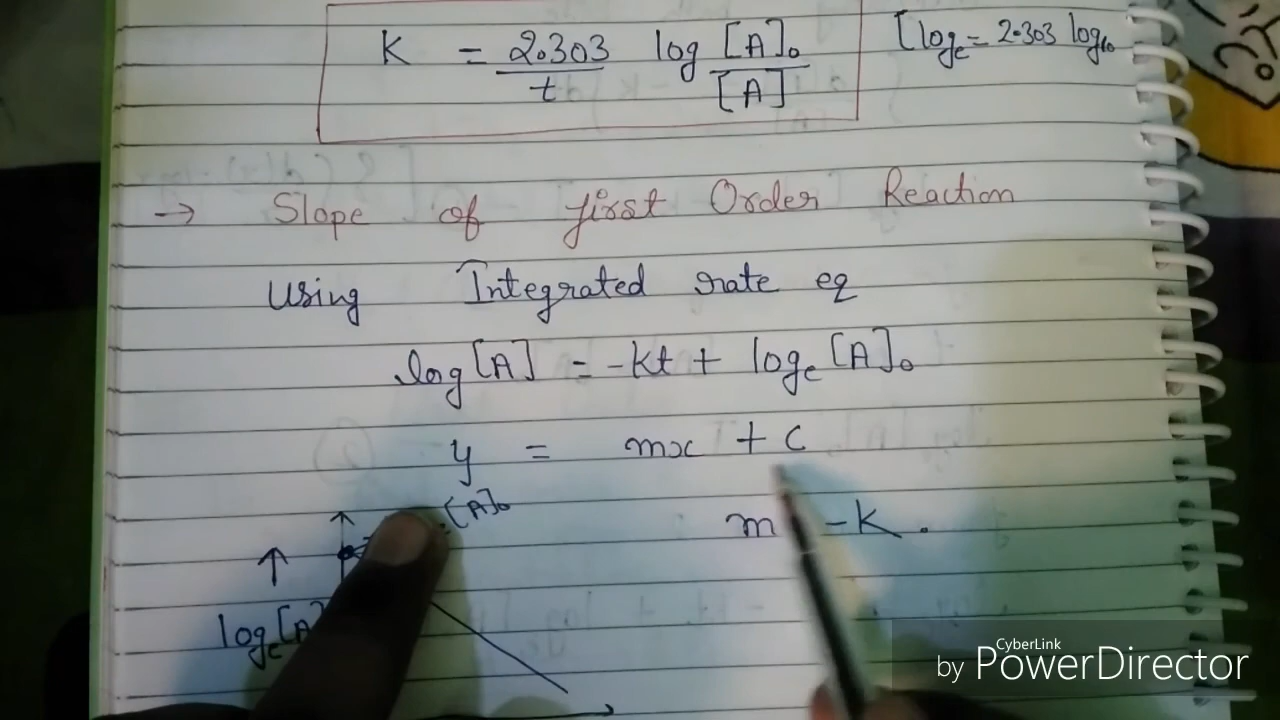 K = 2.303/t log [A]₀/[A] [logₑ = 2.303 log₁₀
→ Slope of first Order Reaction
Using Integrated rate eq
log [A] = -kt + logₑ [A]₀
y = mx + c
[A]₀
m -K.
logₑ[A]
CyberLink
by PowerDirector